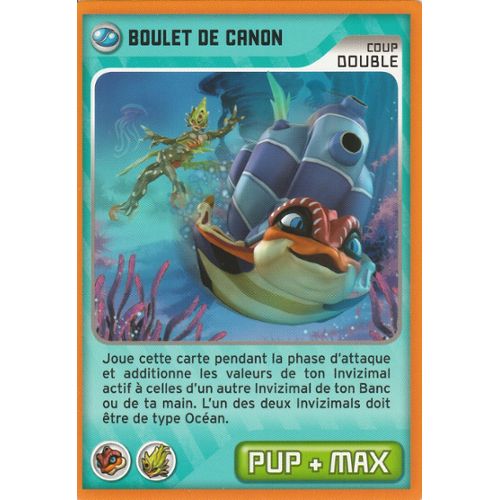 BOULET DE CANON
COUP
DOUBLE
Joue cette carte pendant la phase d'attaque
et additionne les valeurs de ton Invizimal
actif à celles d'un autre Invizimal de ton Banc
ou de ta main. L'un des deux Invizimals doit
être de type Océan.
PUP + MAX